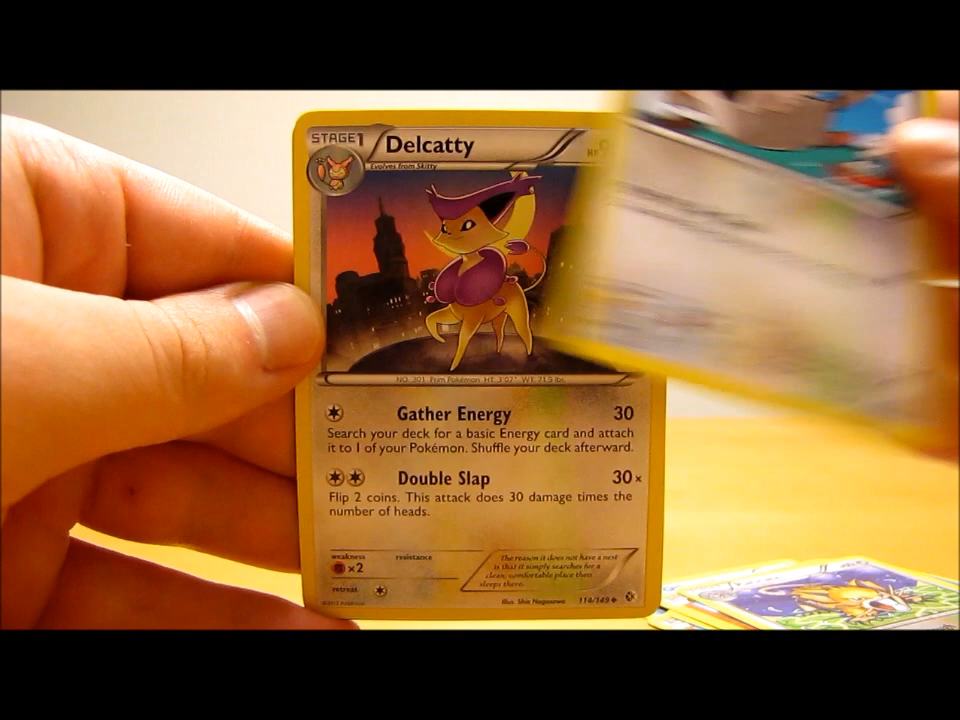 STAGE1 Delcatty
Evolves from Skitty
NO. 301 Prim Pokémon HT. 3'07" WT. 71.9 lbs.
Gather Energy 30
Search your deck for a basic Energy card and attach
it to 1 of your Pokémon. Shuffle your deck afterward.
Double Slap 30×
Flip 2 coins. This attack does 30 damage times the
number of heads.
weakness resistance
×2
retreat
The reason it does not have a nest
is that it simply searches for a
clean, comfortable place then
sleeps there.
Illus. Shin Nagasawa 114/149